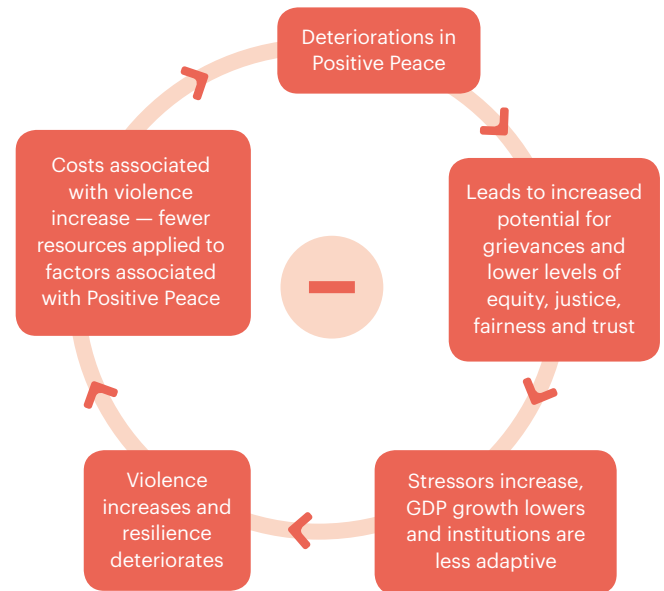 Deteriorations in
Positive Peace
Leads to increased
potential for
grievances and
lower levels of
equity, justice,
fairness and trust
Stressors increase,
GDP growth lowers
and institutions are
less adaptive
Violence
increases and
resilience
deteriorates
Costs associated
with violence
increase — fewer
resources applied to
factors associated
with Positive Peace